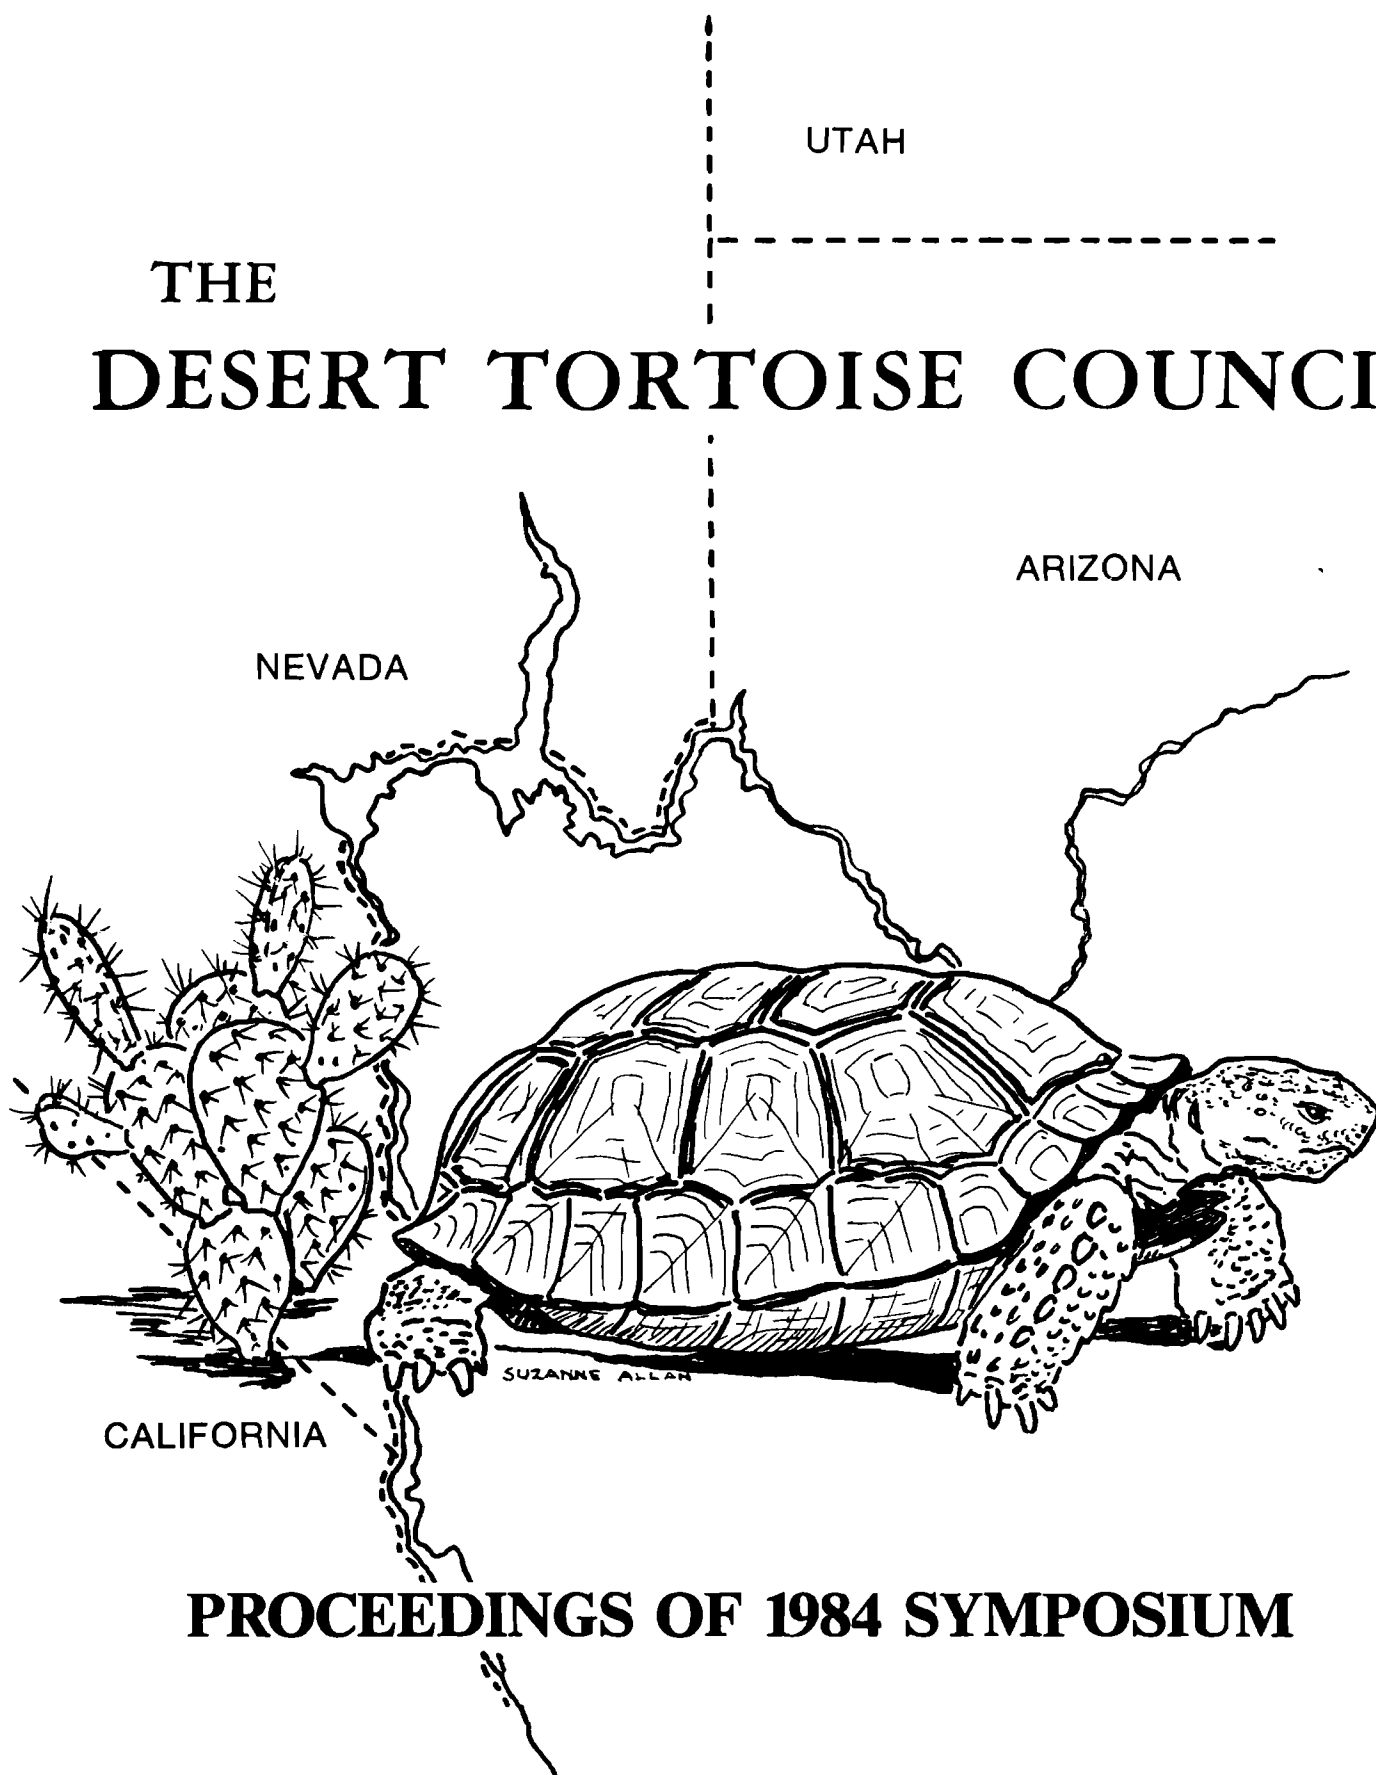 UTAH
THE
DESERT TORTOISE COUNCI
ARIZONA
NEVADA
SUZANNE ALLAN
CALIFORNIA
PROCEEDINGS OF 1984 SYMPOSIUM